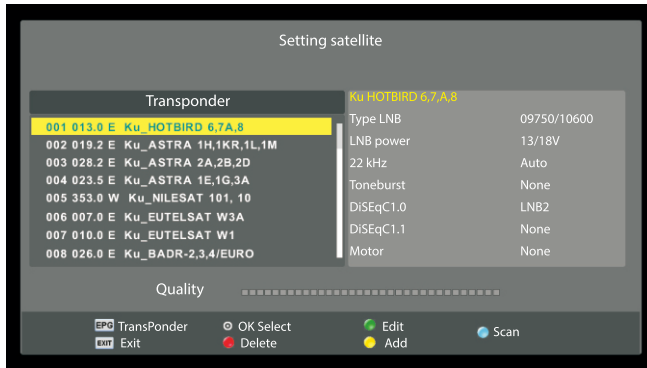 Setting satellite
Transponder
001 013.0 E Ku_HOTBIRD 6,7A,8
002 019.2 E Ku_ASTRA 1H,1KR,1L,1M
003 028.2 E Ku_ASTRA 2A,2B,2D
004 023.5 E Ku_ASTRA 1E,1G,3A
005 353.0 W Ku_NILESAT 101, 10
006 007.0 E Ku_EUTELSAT W3A
007 010.0 E Ku_EUTELSAT W1
008 026.0 E Ku_BADR-2,3,4/EURO
Ku HOTBIRD 6,7,A,8
Type LNB 09750/10600
LNB power 13/18V
22 kHz Auto
Toneburst None
DiSEqC1.0 LNB2
DiSEqC1.1 None
Motor None
Quality
EPG TransPonder OK Select Edit Scan
EXIT Exit Delete Add